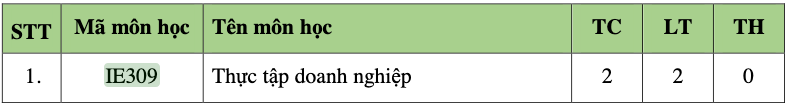 STT Mã môn học Tên môn học TC LT TH
1. IE309 Thực tập doanh nghiệp 2 2 0